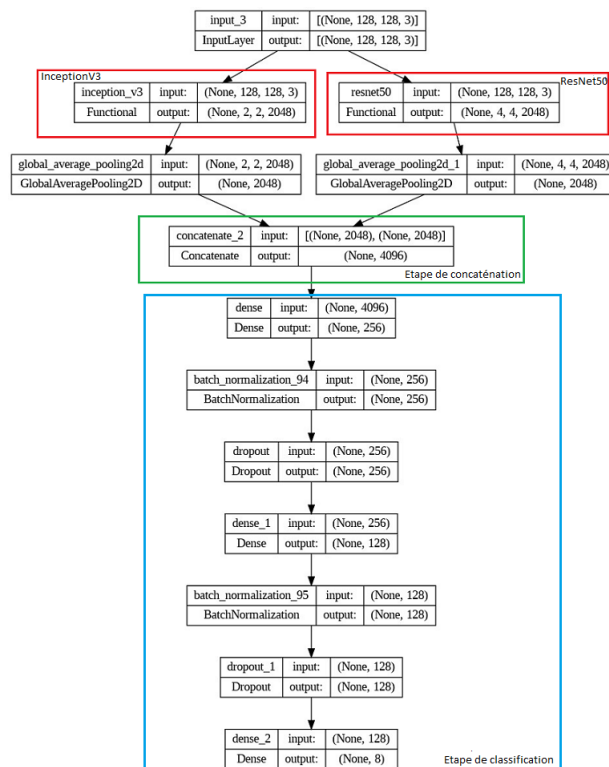 input_3 input: [(None, 128, 128, 3)]
InputLayer output: [(None, 128, 128, 3)]
InceptionV3
inception_v3 input: (None, 128, 128, 3)
Functional output: (None, 2, 2, 2048)
ResNet50
resnet50 input: (None, 128, 128, 3)
Functional output: (None, 4, 4, 2048)
global_average_pooling2d input: (None, 2, 2, 2048)
GlobalAveragePooling2D output: (None, 2048)
global_average_pooling2d_1 input: (None, 4, 4, 2048)
GlobalAveragePooling2D output: (None, 2048)
concatenate_2 input: [(None, 2048), (None, 2048)]
Concatenate output: (None, 4096)
Etape de concaténation
dense input: (None, 4096)
Dense output: (None, 256)
batch_normalization_94 input: (None, 256)
BatchNormalization output: (None, 256)
dropout input: (None, 256)
Dropout output: (None, 256)
dense_1 input: (None, 256)
Dense output: (None, 128)
batch_normalization_95 input: (None, 128)
BatchNormalization output: (None, 128)
dropout_1 input: (None, 128)
Dropout output: (None, 128)
dense_2 input: (None, 128)
Dense output: (None, 8)
Etape de classification